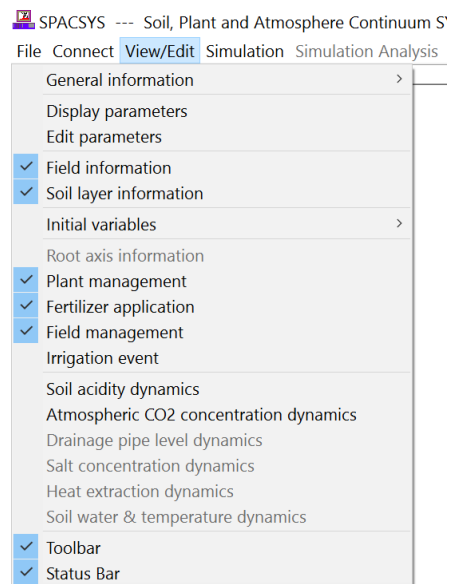 SPACSYS --- Soil, Plant and Atmosphere Continuum
File Connect View/Edit Simulation Simulation Analysis
General information
Display parameters
Edit parameters
Field information
Soil layer information
Initial variables
Root axis information
Plant management
Fertilizer application
Field management
Irrigation event
Soil acidity dynamics
Atmospheric CO2 concentration dynamics
Drainage pipe level dynamics
Salt concentration dynamics
Heat extraction dynamics
Soil water & temperature dynamics
Toolbar
Status Bar